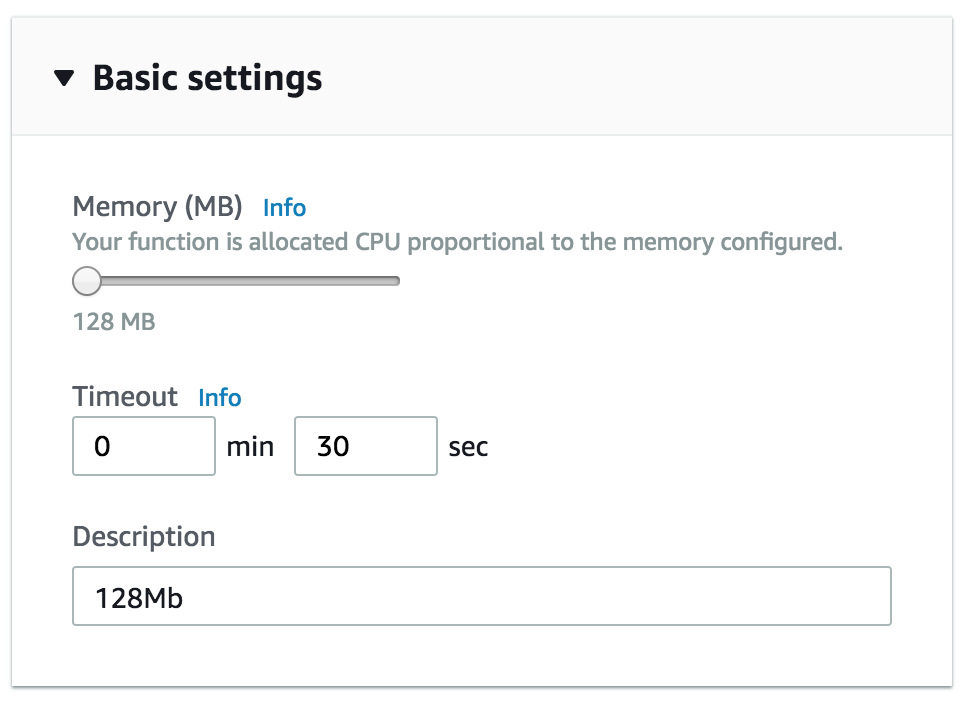 Basic settings
Memory (MB) Info
Your function is allocated CPU proportional to the memory configured.
128 MB
Timeout Info
0 min 30 sec
Description
128Mb